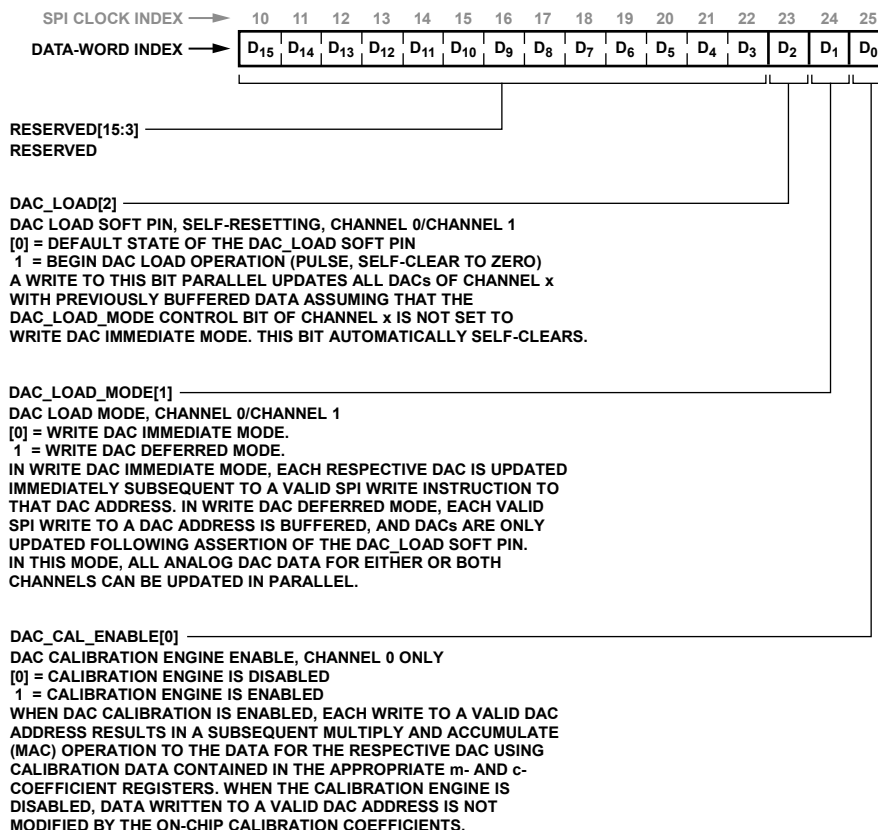 SPI CLOCK INDEX 10 11 12 13 14 15 16 17 18 19 20 21 22 23 24 25
DATA-WORD INDEX D15 D14 D13 D12 D11 D10 D9 D8 D7 D6 D5 D4 D3 D2 D1 D0
RESERVED[15:3]
RESERVED
DAC_LOAD[2]
DAC LOAD SOFT PIN, SELF-RESETTING, CHANNEL 0/CHANNEL 1
[0] = DEFAULT STATE OF THE DAC_LOAD SOFT PIN
1 = BEGIN DAC LOAD OPERATION (PULSE, SELF-CLEAR TO ZERO)
A WRITE TO THIS BIT PARALLEL UPDATES ALL DACs OF CHANNEL x
WITH PREVIOUSLY BUFFERED DATA ASSUMING THAT THE
DAC_LOAD_MODE CONTROL BIT OF CHANNEL x IS NOT SET TO
WRITE DAC IMMEDIATE MODE. THIS BIT AUTOMATICALLY SELF-CLEARS.
DAC_LOAD_MODE[1]
DAC LOAD MODE, CHANNEL 0/CHANNEL 1
[0] = WRITE DAC IMMEDIATE MODE.
1 = WRITE DAC DEFERRED MODE.
IN WRITE DAC IMMEDIATE MODE, EACH RESPECTIVE DAC IS UPDATED
IMMEDIATELY SUBSEQUENT TO A VALID SPI WRITE INSTRUCTION TO
THAT DAC ADDRESS. IN WRITE DAC DEFERRED MODE, EACH VALID
SPI WRITE TO A DAC ADDRESS IS BUFFERED, AND DACs ARE ONLY
UPDATED FOLLOWING ASSERTION OF THE DAC_LOAD SOFT PIN.
IN THIS MODE, ALL ANALOG DAC DATA FOR EITHER OR BOTH
CHANNELS CAN BE UPDATED IN PARALLEL.
DAC_CAL_ENABLE[0]
DAC CALIBRATION ENGINE ENABLE, CHANNEL 0 ONLY
[0] = CALIBRATION ENGINE IS DISABLED
1 = CALIBRATION ENGINE IS ENABLED
WHEN DAC CALIBRATION IS ENABLED, EACH WRITE TO A VALID DAC
ADDRESS RESULTS IN A SUBSEQUENT MULTIPLY AND ACCUMULATE
(MAC) OPERATION TO THE DATA FOR THE RESPECTIVE DAC USING
CALIBRATION DATA CONTAINED IN THE APPROPRIATE m- AND c-
COEFFICIENT REGISTERS. WHEN THE CALIBRATION ENGINE IS
DISABLED, DATA WRITTEN TO A VALID DAC ADDRESS IS NOT
MODIFIED BY THE ON-CHIP CALIBRATION COEFFICIENTS.